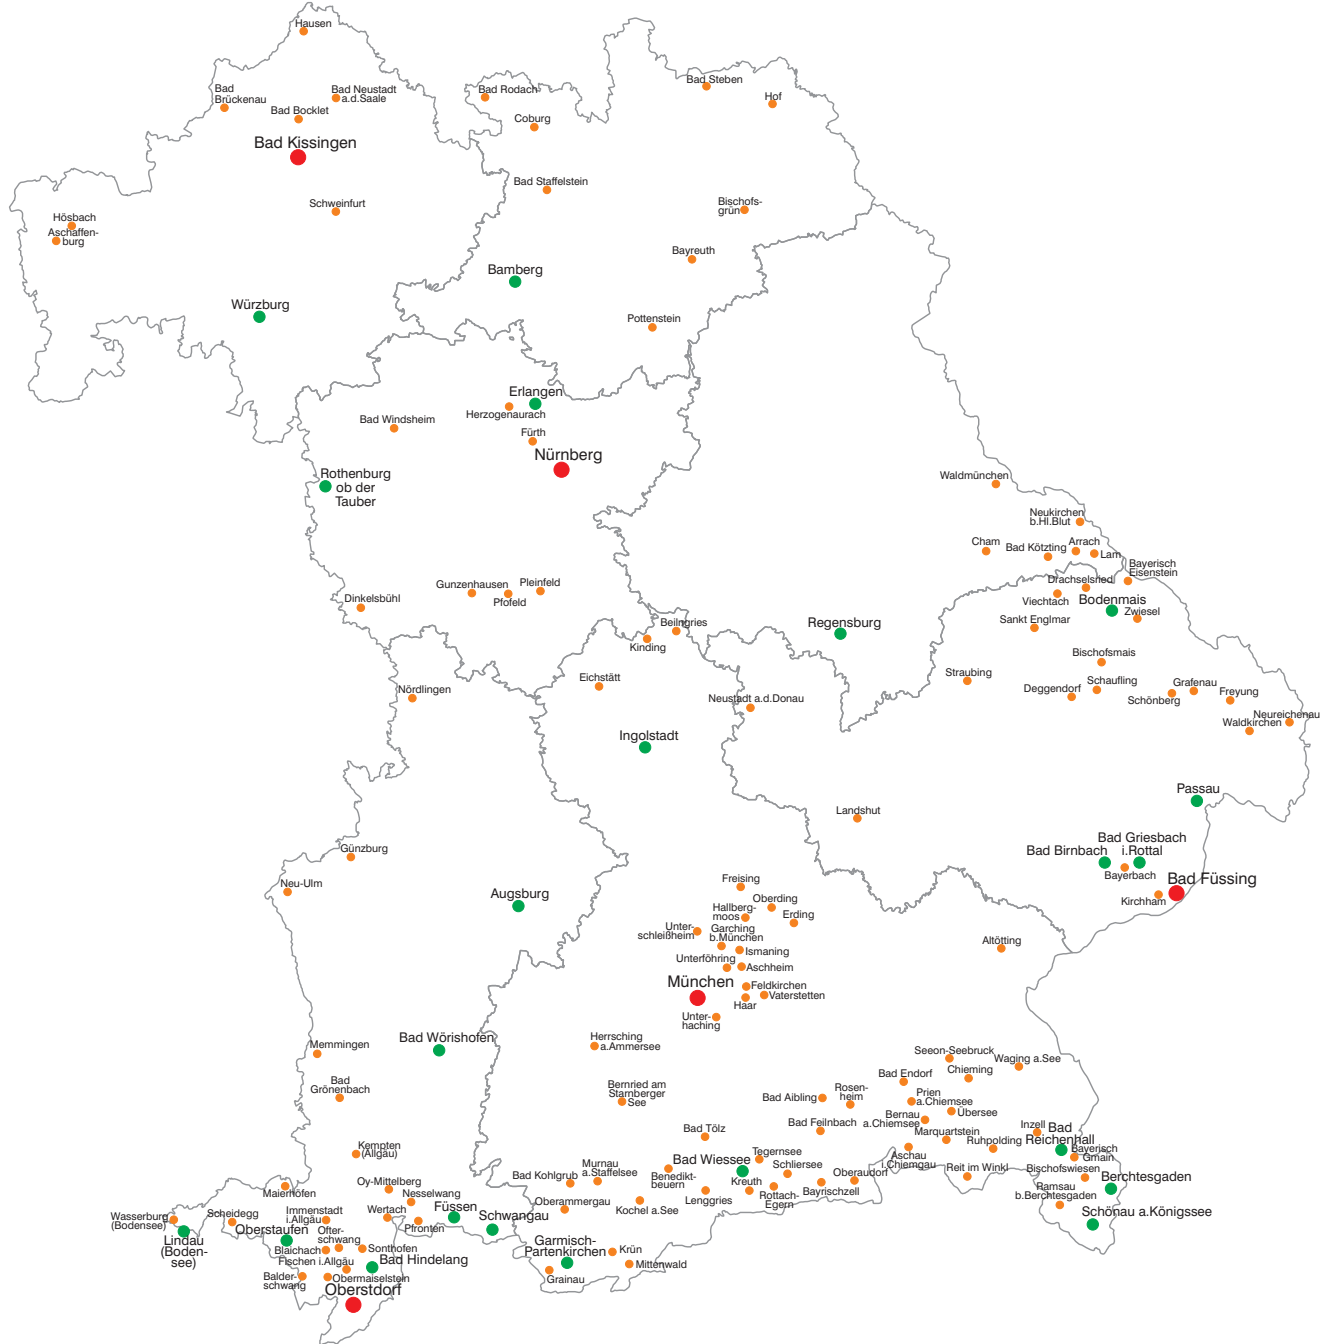 Hausen
Bad
Brückenau
Bad Neustadt
a.d.Saale
Bad Bocklet
Bad Kissingen
Schweinfurt
Hösbach
Aschaffen-
burg
Würzburg
Bad Rodach
Coburg
Bad Steben
Hof
Bad Staffelstein
Bischofs-
grün
Bayreuth
Bamberg
Pottenstein
Erlangen
Herzogenaurach
Bad Windsheim
Fürth
Nürnberg
Rothenburg
ob der
Tauber
Gunzenhausen
Pleinfeld
Pfofeld
Dinkelsbühl
Waldmünchen
Neukirchen
b.Hl.Blut
Cham
Bad Kötzting
Arrach
Lam
Bayerisch
Eisenstein
Drachselsried
Viechtach
Bodenmais
Zwiesel
Sankt Englmar
Regensburg
Beilngries
Kinding
Bischofsmais
Straubing
Deggendorf
Schaufling
Grafenau
Schönberg
Freyung
Neureichenau
Waldkirchen
Eichstätt
Nördlingen
Neustadt a.d.Donau
Ingolstadt
Passau
Landshut
Bad Griesbach
i.Rottal
Bad Birnbach
Bayerbach
Bad Füssing
Kirchham
Günzburg
Neu-Ulm
Augsburg
Freising
Oberding
Hallberg-
moos
Erding
Unter-
schleißheim
Garching
b.München
Ismaning
Unterföhring
Aschheim
Altötting
München
Feldkirchen
Vaterstetten
Haar
Unter-
haching
Bad Wörishofen
Memmingen
Herrsching
a.Ammersee
Bad
Grönenbach
Bernried am
Starnberger
See
Seeon-Seebruck
Waging a.See
Chieming
Bad Endorf
Bad Aibling
Rosen-
heim
Prien
a.Chiemsee
Übersee
Bernau
a.Chiemsee
Bad Feilnbach
Marquartstein
Inzell
Bad
Reichenhall
Ruhpolding
Bayerisch
Gmain
Bad Tölz
Kempten
(Allgäu)
Bad Wiessee
Tegernsee
Schliersee
Oberaudorf
Aschau
i.Chiemgau
Reit im Winkl
Bischofswiesen
Berchtesgaden
Ramsau
b.Berchtesgaden
Schönau a.Königssee
Murnau
a.Staffelsee
Bad Kohlgrub
Benedikt-
beuern
Kreuth
Rottach-
Egern
Bayrischzell
Lenggries
Kochel a.See
Oberammergau
Maierhöfen
Oy-Mittelberg
Nesselwang
Wertach
Füssen
Pfronten
Schwangau
Wasserburg
(Bodensee)
Scheidegg
Immenstadt
i.Allgäu
Lindau
(Boden-
see)
Oberstaufen
Ofter-
schwang
Blaichach
Sonthofen
Fischen i.Allgäu
Bad Hindelang
Balder-
schwang
Obermaiselstein
Oberstdorf
Garmisch-
Partenkirchen
Krün
Mittenwald
Grainau